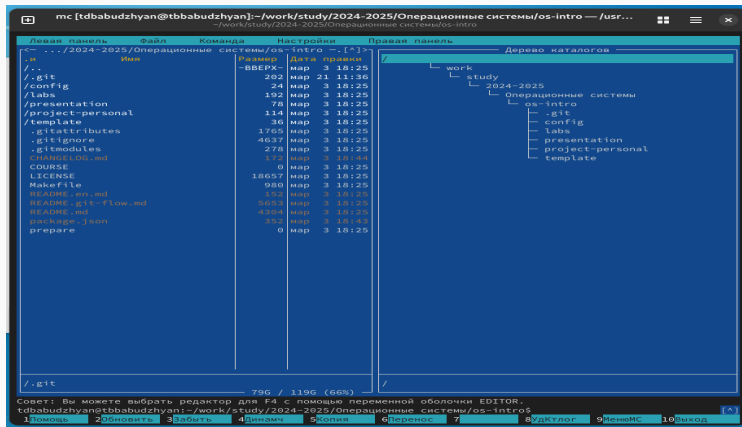 mc [tdbabudzhyan@tbbabudzhyan]:~/work/study/2024-2025/Операционные системы/os-intro — /usr...
~/work/study/2024-2025/Операционные системы/os-intro
Левая панель Файл Команда Настройки Правая панель
<— .../2024-2025/Операционные системы/os-intro —.[^]>
.и Имя Размер Дата правки
/.. -ВВЕРХ- мар 3 18:25
/.git 202 мар 21 11:36
/config 24 мар 3 18:25
/labs 192 мар 3 18:25
/presentation 78 мар 3 18:25
/project-personal 114 мар 3 18:25
/template 36 мар 3 18:25
.gitattributes 1765 мар 3 18:25
.gitignore 4637 мар 3 18:25
.gitmodules 278 мар 3 18:25
CHANGELOG.md 172 мар 3 18:44
COURSE 0 мар 3 18:25
LICENSE 18657 мар 3 18:25
Makefile 980 мар 3 18:25
README.en.md 152 мар 3 18:25
README.git-flow.md 5653 мар 3 18:25
README.md 4304 мар 3 18:25
package.json 352 мар 3 18:43
prepare 0 мар 3 18:25
/.git
79G / 119G (66%)
Дерево каталогов
/
work
study
2024-2025
Операционные системы
os-intro
.git
config
labs
presentation
project-personal
template
/
Совет: Вы можете выбрать редактор для F4 с помощью переменной оболочки EDITOR.
tdbabudzhyan@tbbabudzhyan:~/work/study/2024-2025/Операционные системы/os-intro$ [^]
1Помощь 2Обновить 3Забыть 4Динамч 5Копия 6Перенос 7 8УдКтлог 9МенюMC 10Выход